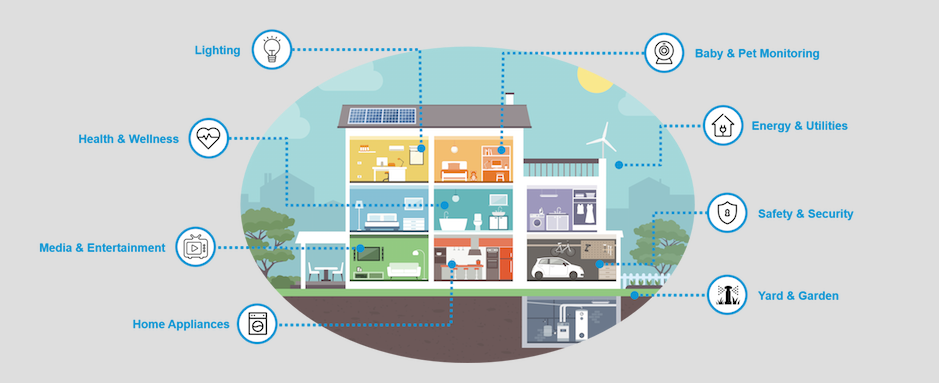 Lighting
Baby & Pet Monitoring
Health & Wellness
Energy & Utilities
Safety & Security
Media & Entertainment
Yard & Garden
Home Appliances